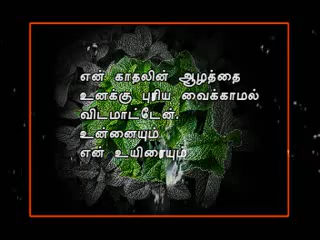 என் காதலின் ஆழத்தை
உனக்கு புரிய வைக்காமல்
விடமாட்டேன்.
உன்னையும்
என் உயிரையும்